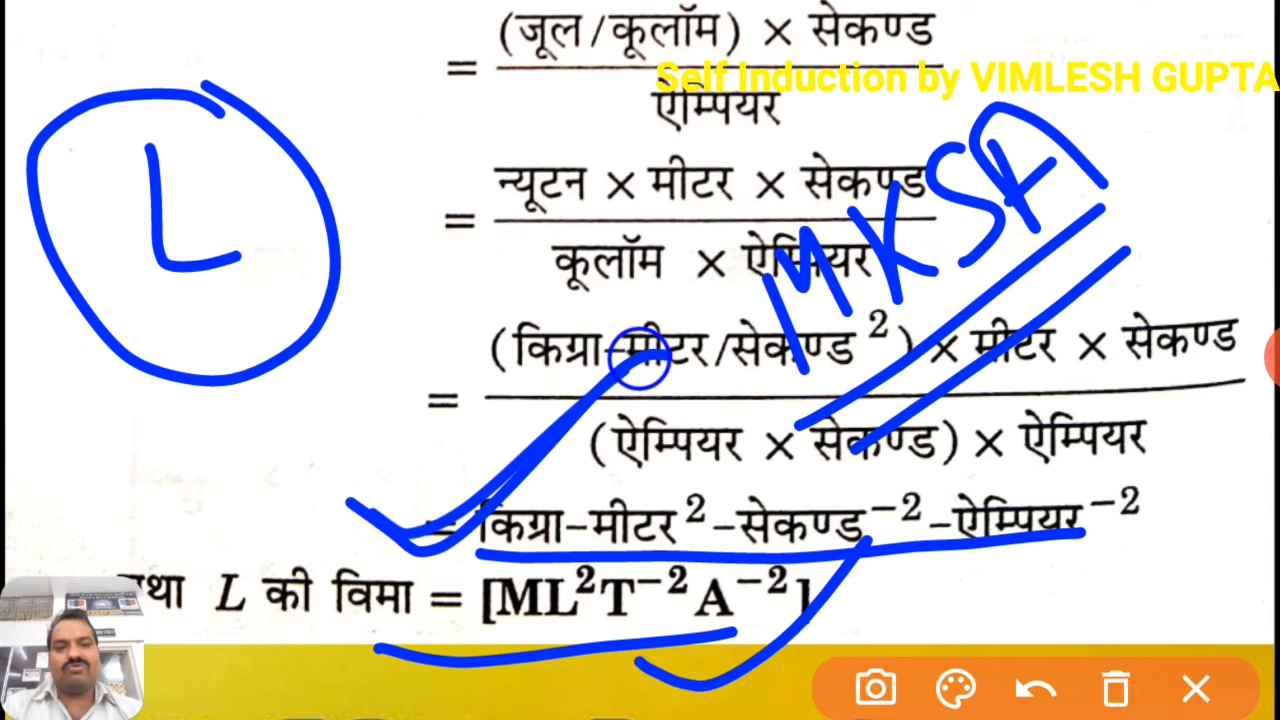 (जूल/कूलॉम) × सेकण्ड
Self Induction by VIMLESH GUPTA
=
ऐम्पियर
न्यूटन × मीटर × सेकण्ड
=
कूलॉम × ऐम्पियर
MKSA
L
(किग्रा-मीटर/सेकण्ड²) × मीटर × सेकण्ड
=
(ऐम्पियर × सेकण्ड) × ऐम्पियर
= किग्रा-मीटर²-सेकण्ड⁻²-ऐम्पियर⁻²
तथा L की विमा = [ML²T⁻²A⁻²]